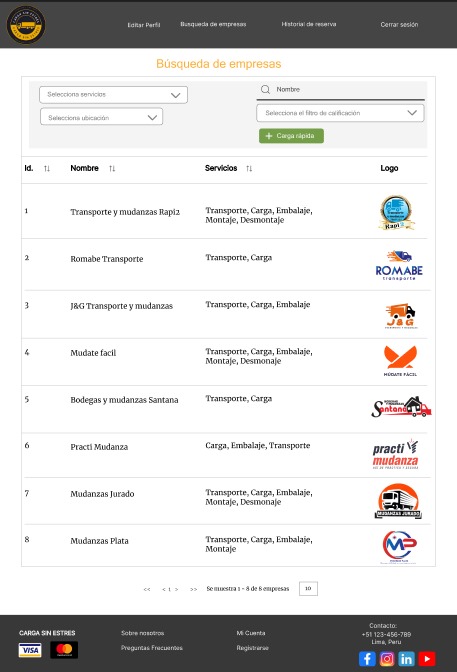 Editar Perfil
Busqueda de empresas
Historial de reserva
Cerrar sesión
Búsqueda de empresas
Selecciona servicios
Nombre
Selecciona ubicación
Selecciona el filtro de calificación
+ Carga rápida
id.
Nombre
Servicios
Logo
1
Transporte y mudanzas Rapi2
Transporte, Carga, Embalaje,
Montaje, Desmontaje
Rapi2
2
Romabe Transporte
Transporte, Carga
ROMABE
transporte
3
J&G Transporte y mudanzas
Transporte, Carga, Embalaje
J&G
4
Mudate facil
Transporte, Carga, Embalaje,
Montaje, Desmonaje
MÚDATE FÁCIL
5
Bodegas y mudanzas Santana
Transporte, Carga
Santana
6
Practi Mudanza
Carga, Embalaje, Transporte
practi
mudanza
7
Mudanzas Jurado
Transporte, Carga, Embalaje,
Montaje, Desmonaje
MUDANZAS JURADO
8
Mudanzas Plata
Transporte, Carga, Embalaje,
Montaje
MP
<< < 1 > >> Se muestra 1 - 8 de 8 empresas 10
CARGA SIN ESTRES
VISA
Sobre nosotros
Preguntas Frecuentes
Mi Cuenta
Registrarse
Contacto:
+51 123-456-789
Lima, Peru